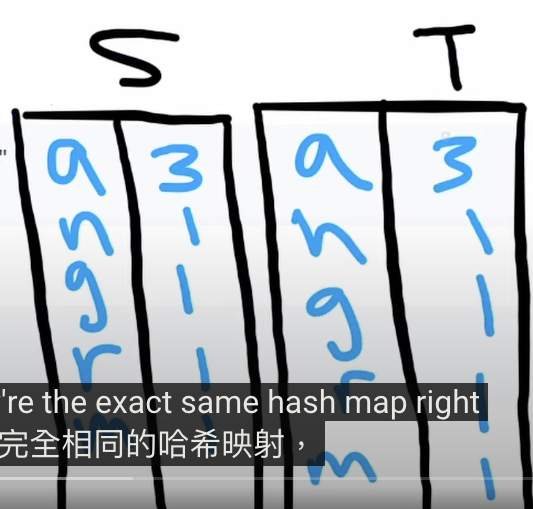 S T
"
a 3 a 3
n 1 n 1
g 1 g 1
r 1 r 1
m m 1
're the exact same hash map right
完全相同的哈希映射，